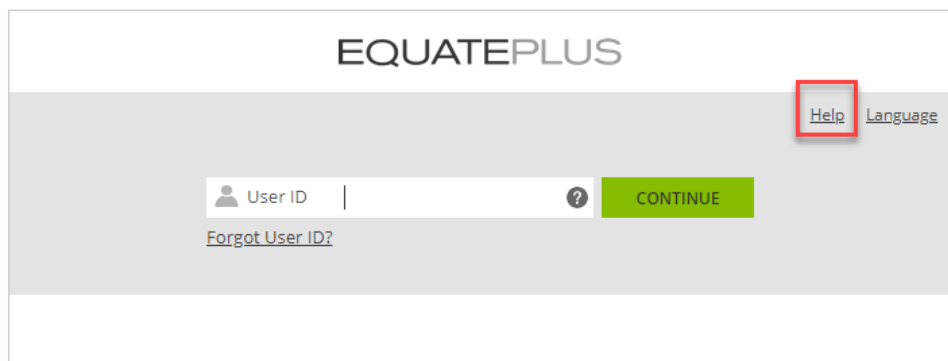 EQUATEPLUS
Help Language
User ID ? CONTINUE
Forgot User ID?